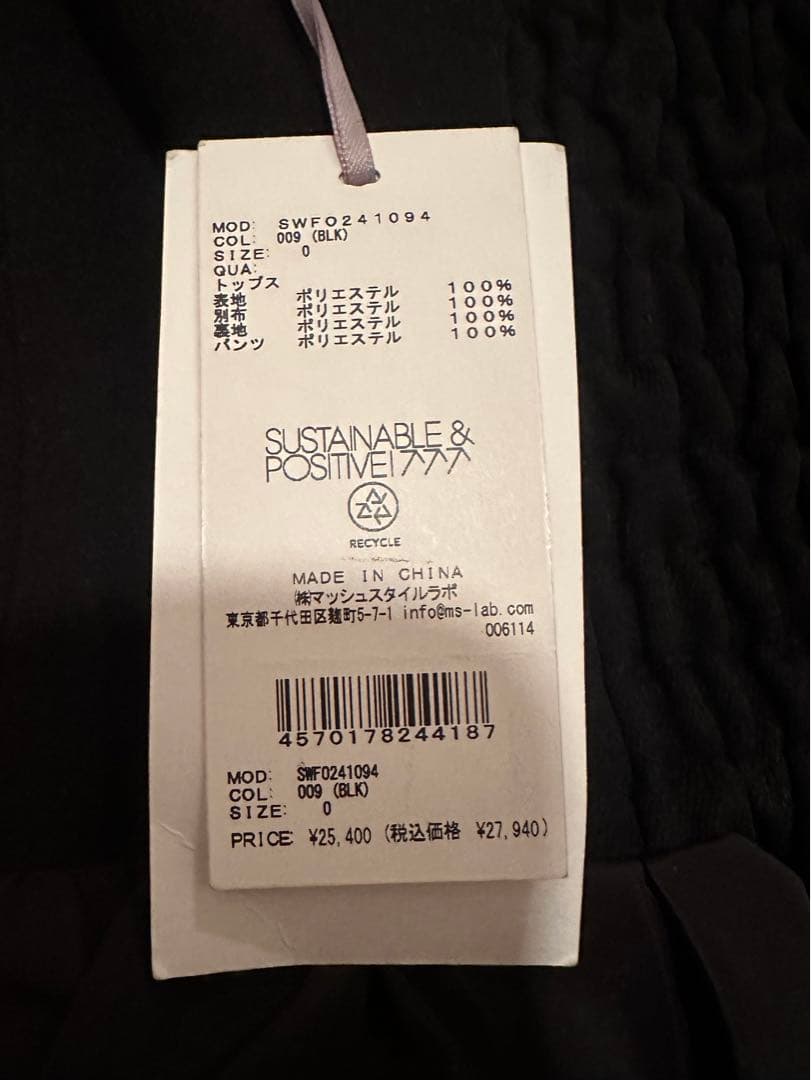 MOD: SWFO241094
COL: 009 (BLK)
SIZE: 0
QUA:
トップス
表地 ポリエステル 100%
別布 ポリエステル 100%
裏地 ポリエステル 100%
パンツ ポリエステル 100%
SUSTAINABLE &
POSITIVE!
RECYCLE
MADE IN CHINA
㈱マッシュスタイルラボ
東京都千代田区麹町5-7-1 info@ms-lab.com
006114
4570178244187
MOD: SWFO241094
COL: 009 (BLK)
SIZE: 0
PRICE: ¥25,400 (税込価格 ¥27,940)